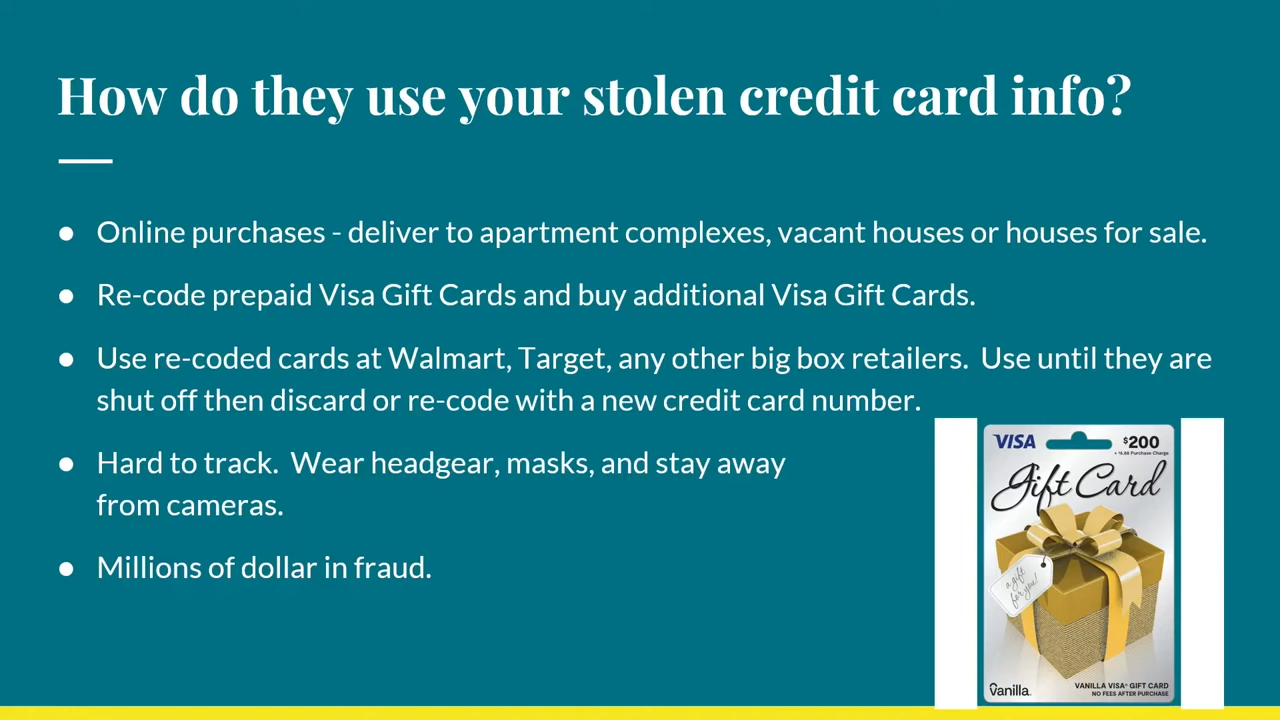 How do they use your stolen credit card info?
● Online purchases - deliver to apartment complexes, vacant houses or houses for sale.
● Re-code prepaid Visa Gift Cards and buy additional Visa Gift Cards.
● Use re-coded cards at Walmart, Target, any other big box retailers.  Use until they are
shut off then discard or re-code with a new credit card number.
● Hard to track.  Wear headgear, masks, and stay away
from cameras.
● Millions of dollar in fraud.
VISA
$200
+ $6.88 Purchase Charge
Gift Card
a gift
for you!
vanilla
VANILLA VISA® GIFT CARD
NO FEES AFTER PURCHASE